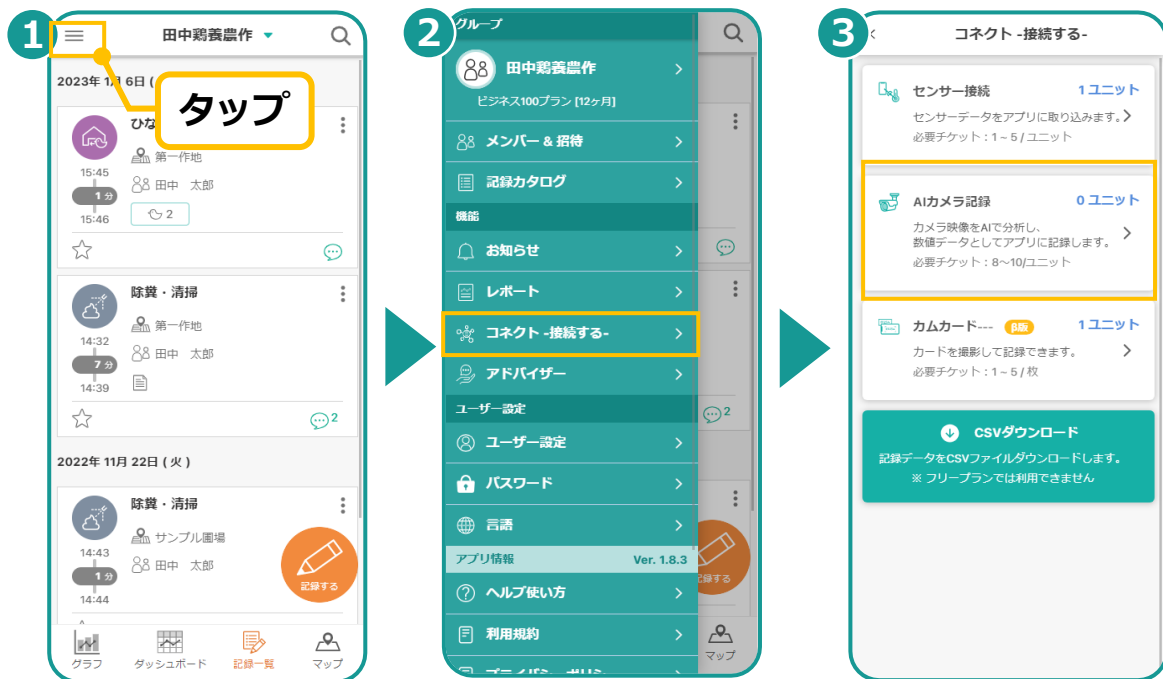 1
田中鶏養農作
2023年 1月 6日 (
タップ
ひな
第一作地
田中 太郎
15:45
1 分
15:46
2
除糞・清掃
第一作地
田中 太郎
14:32
7 分
14:39
2
2022年 11月 22日 ( 火 )
除糞・清掃
サンプル圃場
田中 太郎
14:43
1 分
14:44
記録する
グラフ
ダッシュボード
記録一覧
マップ
2
グループ
田中鶏養農作
ビジネス100プラン [12ヶ月]
メンバー & 招待
記録カタログ
機能
お知らせ
レポート
コネクト -接続する-
アドバイザー
ユーザー設定
ユーザー設定
パスワード
言語
アプリ情報 Ver. 1.8.3
ヘルプ使い方
利用規約
2
記録する
マップ
3
コネクト -接続する-
センサー接続 1 ユニット
センサーデータをアプリに取り込みます。
必要チケット：1 ~ 5 / ユニット
AIカメラ記録 0 ユニット
カメラ映像をAIで分析し、
数値データとしてアプリに記録します。
必要チケット：8〜10/ユニット
カムカード--- β版 1 ユニット
カードを撮影して記録できます。
必要チケット：1 ~ 5 / 枚
CSVダウンロード
記録データをCSVファイルダウンロードします。
※ フリープランでは利用できません